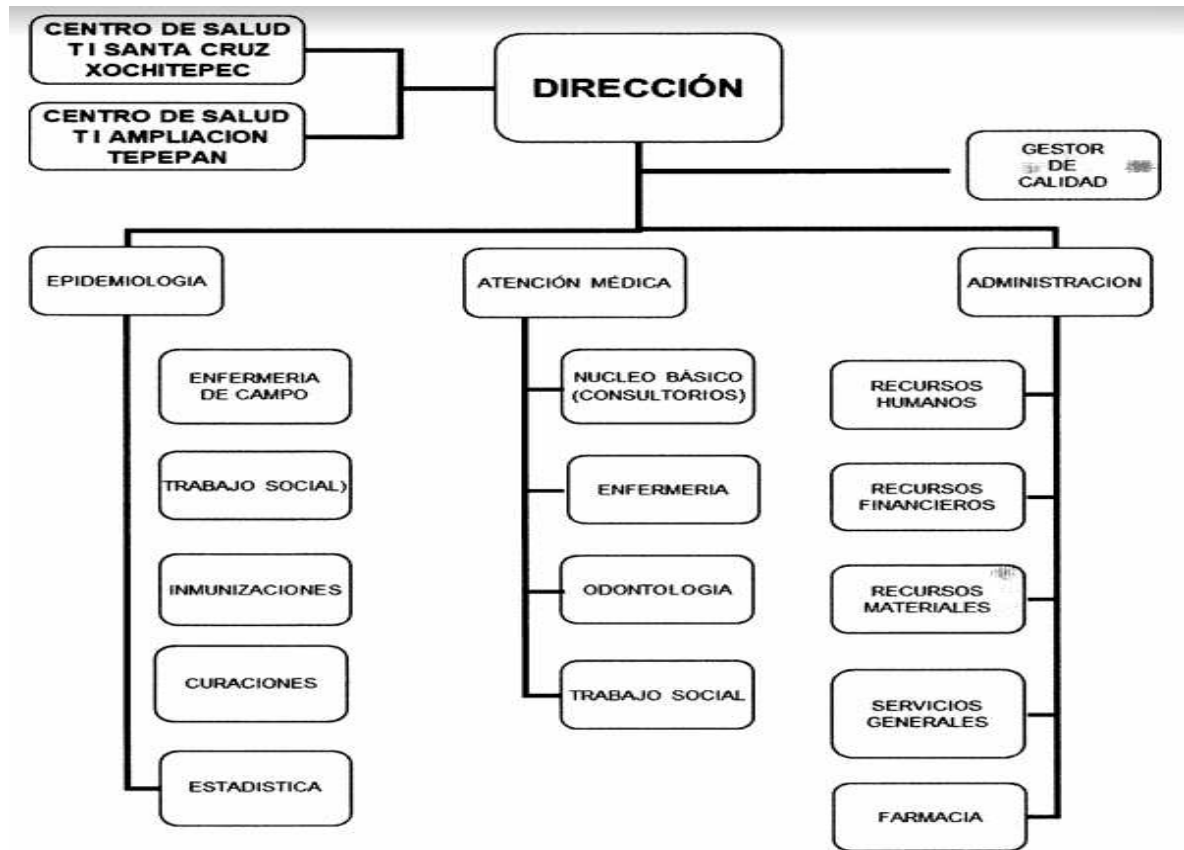 CENTRO DE SALUD
T I SANTA CRUZ
XOCHITEPEC
DIRECCIÓN
CENTRO DE SALUD
T I AMPLIACION
TEPEPAN
GESTOR
DE
CALIDAD
EPIDEMIOLOGIA
ATENCIÓN MÉDICA
ADMINISTRACION
ENFERMERIA
DE CAMPO
TRABAJO SOCIAL)
INMUNIZACIONES
CURACIONES
ESTADISTICA
NUCLEO BÁSICO
(CONSULTORIOS)
ENFERMERIA
ODONTOLOGIA
TRABAJO SOCIAL
RECURSOS
HUMANOS
RECURSOS
FINANCIEROS
RECURSOS
MATERIALES
SERVICIOS
GENERALES
FARMACIA